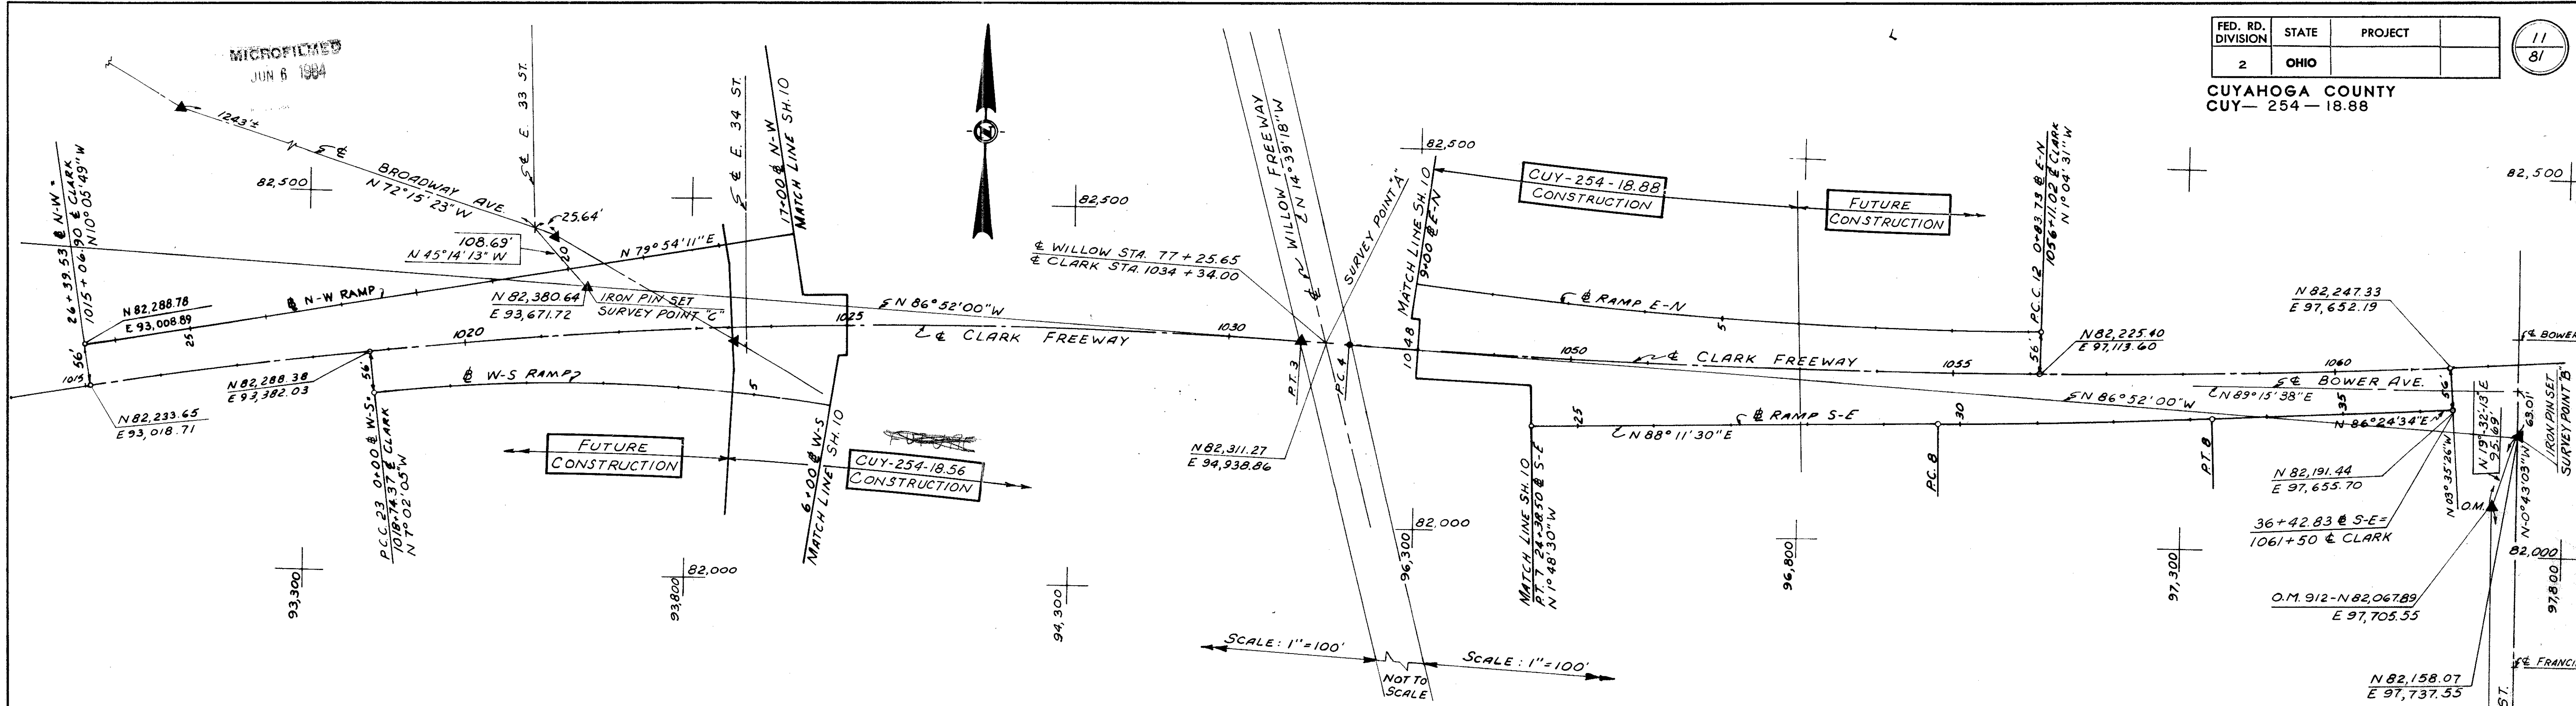 MICROFILMED
JUN 6 1984
FED. RD. DIVISION
STATE
PROJECT
2
OHIO
11
81
CUYAHOGA COUNTY
CUY— 254 — 18.88
1243'±
BROADWAY AVE.
N 72° 15' 23" W
82,500
℄ E. 33 ST.
℄ E. 34 ST.
17+00 ℄ N-W
MATCH LINE SH. 10
26+39.53 ℄ N-W =
1015+06.90 ℄ CLARK
N 10° 05' 49" W
25.64'
108.69'
N 45° 14' 13" W
20
N 79° 54' 11" E
N 82,288.78
E 93,008.89
℄ N-W RAMP
25
56'
1015
N 82,233.65
E 93,018.71
N 82,380.64
E 93,671.72
IRON PIN SET
SURVEY POINT "C"
N 86° 52' 00" W
1020
1025
1030
℄ CLARK FREEWAY
N 82,288.38
E 93,382.03
56'
℄ W-S RAMP
5
P.C.C. 23 0+00 ℄ W-S =
1018+74.37 ℄ CLARK
N 7° 02' 05" W
FUTURE
CONSTRUCTION
6+00 ℄ W-S
MATCH LINE SH. 10
CUY-254-18.56
CONSTRUCTION
93,300
93,800
82,000
94,300
82,500
℄ WILLOW FREEWAY
N 14° 39' 18" W
℄ WILLOW STA. 77 + 25.65
℄ CLARK STA. 1034 + 34.00
SURVEY POINT "A"
P.T. 3
P.C. 4
N 82,311.27
E 94,938.86
SCALE: 1"=100'
NOT TO
SCALE
SCALE: 1"=100'
82,500
MATCH LINE SH. 10
9+00 ℄ E-N
1048
CUY-254-18.88
CONSTRUCTION
FUTURE
CONSTRUCTION
℄ RAMP E-N
5
P.C.C. 12 0+83.73 ℄ E-N
1056+11.02 ℄ CLARK
N 1° 04' 31" W
56'
N 82,225.40
E 97,113.60
1050
℄ CLARK FREEWAY
1055
1060
℄ BOWER AVE.
N 89° 15' 38" E
N 86° 52' 00" W
25
℄ RAMP S-E
30
35
N 88° 11' 30" E
N 86° 24' 34" E
MATCH LINE SH. 10
P.T. 7 24+38.50 ℄ S-E
N 1° 48' 30" W
96,300
82,000
96,800
97,300
P.C. 8
P.T. 8
82,500
N 82,247.33
E 97,652.19
℄ BOWER
56'
N 03° 35' 26" W
N 82,191.44
E 97,655.70
36+42.83 ℄ S-E =
1061+50 ℄ CLARK
N 19°-32'-13" E
95.69'
63.01'
IRON PIN SET
SURVEY POINT "B"
O.M.
N-0° 43' 03" W
82,000
97,800
O.M. 912-N 82,067.89
E 97,705.55
N 82,158.07
E 97,737.55
℄ FRANCI
ST.